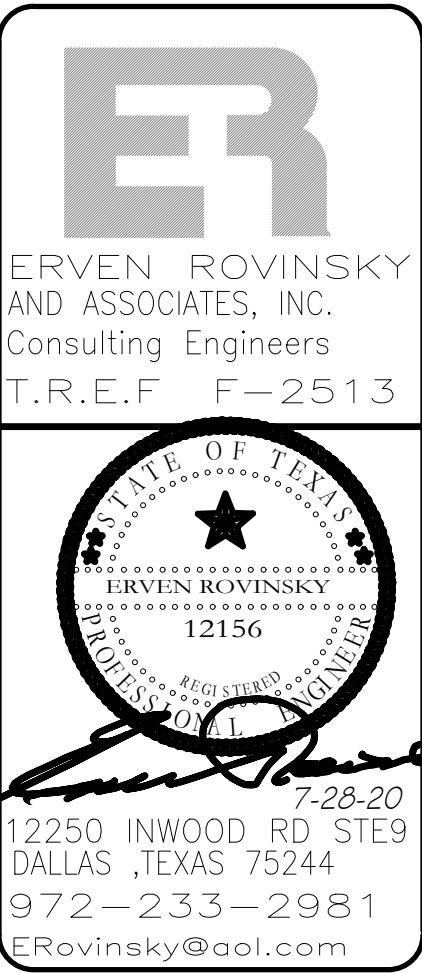 ER
ERVEN ROVINSKY
AND ASSOCIATES, INC.
Consulting Engineers
T.R.E.F F-2513
STATE OF TEXAS
ERVEN ROVINSKY
12156
REGISTERED
PROFESSIONAL ENGINEER
7-28-20
12250 INWOOD RD STE9
DALLAS ,TEXAS 75244
972-233-2981
ERovinsky@aol.com